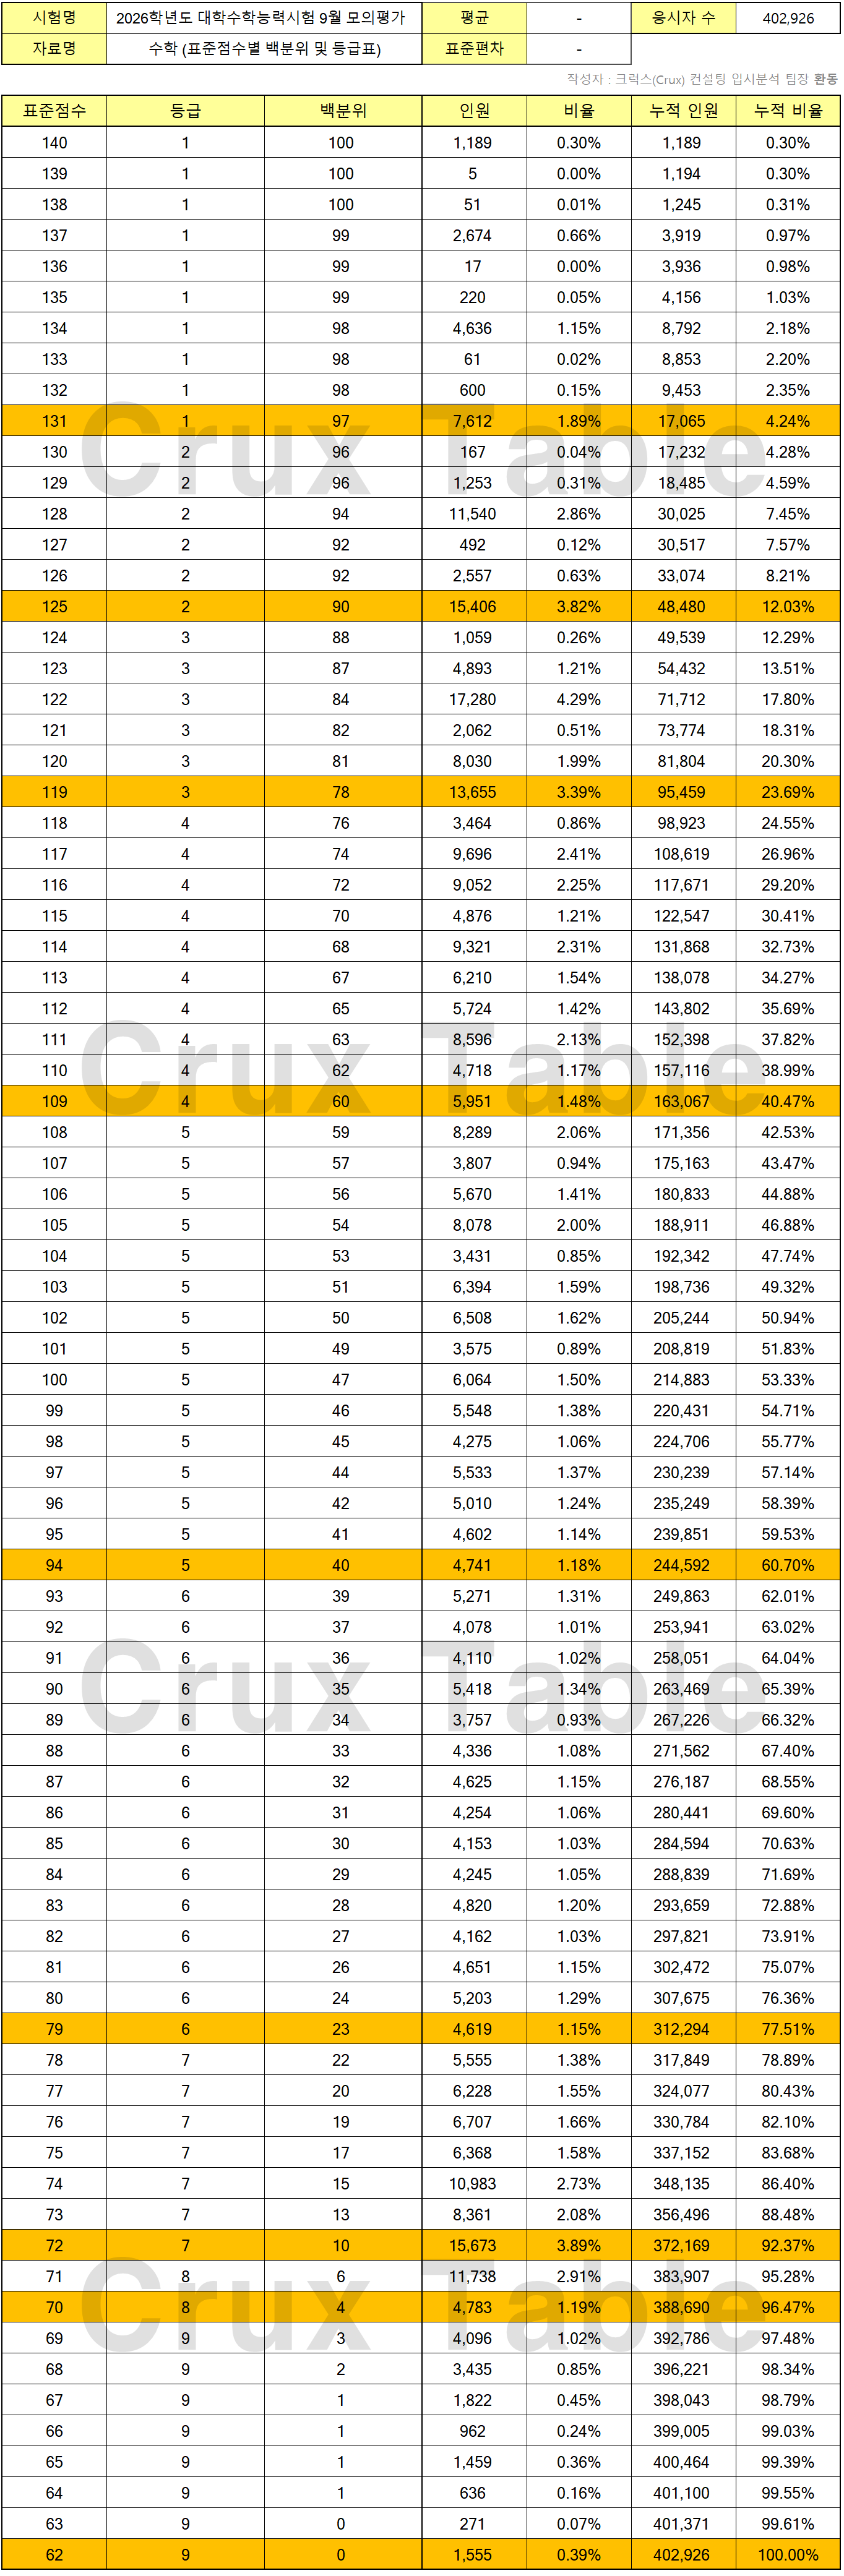 시험명 2026학년도 대학수학능력시험 9월 모의평가 평균 - 응시자 수 402,926
자료명 수학 (표준점수별 백분위 및 등급표) 표준편차 -
작성자 : 크럭스(Crux) 컨설팅 입시분석 팀장 환동
표준점수 등급 백분위 인원 비율 누적 인원 누적 비율
140 1 100 1,189 0.30% 1,189 0.30%
139 1 100 5 0.00% 1,194 0.30%
138 1 100 51 0.01% 1,245 0.31%
137 1 99 2,674 0.66% 3,919 0.97%
136 1 99 17 0.00% 3,936 0.98%
135 1 99 220 0.05% 4,156 1.03%
134 1 98 4,636 1.15% 8,792 2.18%
133 1 98 61 0.02% 8,853 2.20%
132 1 98 600 0.15% 9,453 2.35%
131 1 97 7,612 1.89% 17,065 4.24%
Crux Table
130 2 96 167 0.04% 17,232 4.28%
129 2 96 1,253 0.31% 18,485 4.59%
128 2 94 11,540 2.86% 30,025 7.45%
127 2 92 492 0.12% 30,517 7.57%
126 2 92 2,557 0.63% 33,074 8.21%
125 2 90 15,406 3.82% 48,480 12.03%
124 3 88 1,059 0.26% 49,539 12.29%
123 3 87 4,893 1.21% 54,432 13.51%
122 3 84 17,280 4.29% 71,712 17.80%
121 3 82 2,062 0.51% 73,774 18.31%
120 3 81 8,030 1.99% 81,804 20.30%
119 3 78 13,655 3.39% 95,459 23.69%
118 4 76 3,464 0.86% 98,923 24.55%
117 4 74 9,696 2.41% 108,619 26.96%
116 4 72 9,052 2.25% 117,671 29.20%
115 4 70 4,876 1.21% 122,547 30.41%
114 4 68 9,321 2.31% 131,868 32.73%
113 4 67 6,210 1.54% 138,078 34.27%
112 4 65 5,724 1.42% 143,802 35.69%
111 4 63 8,596 2.13% 152,398 37.82%
Crux Table
110 4 62 4,718 1.17% 157,116 38.99%
109 4 60 5,951 1.48% 163,067 40.47%
108 5 59 8,289 2.06% 171,356 42.53%
107 5 57 3,807 0.94% 175,163 43.47%
106 5 56 5,670 1.41% 180,833 44.88%
105 5 54 8,078 2.00% 188,911 46.88%
104 5 53 3,431 0.85% 192,342 47.74%
103 5 51 6,394 1.59% 198,736 49.32%
102 5 50 6,508 1.62% 205,244 50.94%
101 5 49 3,575 0.89% 208,819 51.83%
100 5 47 6,064 1.50% 214,883 53.33%
99 5 46 5,548 1.38% 220,431 54.71%
98 5 45 4,275 1.06% 224,706 55.77%
97 5 44 5,533 1.37% 230,239 57.14%
96 5 42 5,010 1.24% 235,249 58.39%
95 5 41 4,602 1.14% 239,851 59.53%
94 5 40 4,741 1.18% 244,592 60.70%
93 6 39 5,271 1.31% 249,863 62.01%
92 6 37 4,078 1.01% 253,941 63.02%
91 6 36 4,110 1.02% 258,051 64.04%
Crux Table
90 6 35 5,418 1.34% 263,469 65.39%
89 6 34 3,757 0.93% 267,226 66.32%
88 6 33 4,336 1.08% 271,562 67.40%
87 6 32 4,625 1.15% 276,187 68.55%
86 6 31 4,254 1.06% 280,441 69.60%
85 6 30 4,153 1.03% 284,594 70.63%
84 6 29 4,245 1.05% 288,839 71.69%
83 6 28 4,820 1.20% 293,659 72.88%
82 6 27 4,162 1.03% 297,821 73.91%
81 6 26 4,651 1.15% 302,472 75.07%
80 6 24 5,203 1.29% 307,675 76.36%
79 6 23 4,619 1.15% 312,294 77.51%
78 7 22 5,555 1.38% 317,849 78.89%
77 7 20 6,228 1.55% 324,077 80.43%
76 7 19 6,707 1.66% 330,784 82.10%
75 7 17 6,368 1.58% 337,152 83.68%
74 7 15 10,983 2.73% 348,135 86.40%
73 7 13 8,361 2.08% 356,496 88.48%
72 7 10 15,673 3.89% 372,169 92.37%
71 8 6 11,738 2.91% 383,907 95.28%
Crux Table
70 8 4 4,783 1.19% 388,690 96.47%
69 9 3 4,096 1.02% 392,786 97.48%
68 9 2 3,435 0.85% 396,221 98.34%
67 9 1 1,822 0.45% 398,043 98.79%
66 9 1 962 0.24% 399,005 99.03%
65 9 1 1,459 0.36% 400,464 99.39%
64 9 1 636 0.16% 401,100 99.55%
63 9 0 271 0.07% 401,371 99.61%
62 9 0 1,555 0.39% 402,926 100.00%